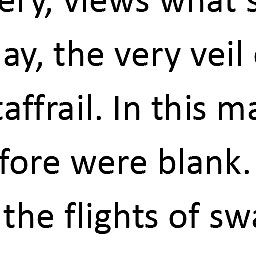 ery, views what s
ay, the very veil
taffrail. In this ma
fore were blank.
the flights of swa